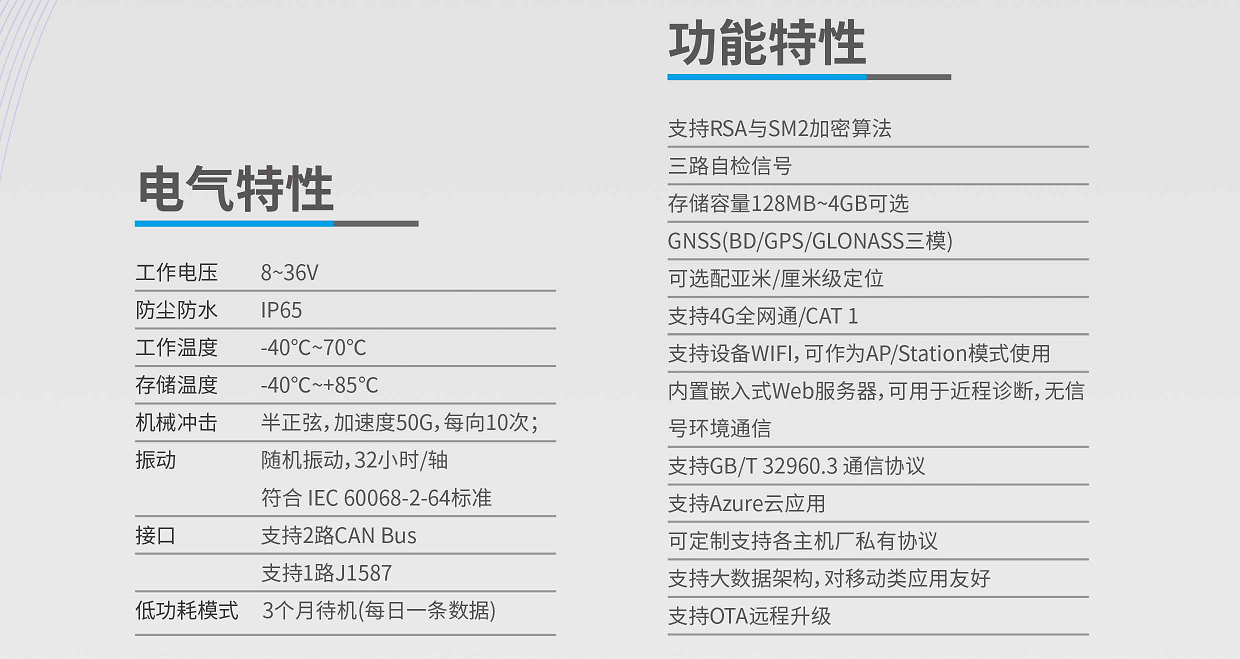 电气特性
工作电压 8~36V
防尘防水 IP65
工作温度 -40℃~70℃
存储温度 -40℃~+85℃
机械冲击 半正弦，加速度50G，每向10次；
振动 随机振动，32小时/轴
符合 IEC 60068-2-64标准
接口 支持2路CAN Bus
支持1路J1587
低功耗模式 3个月待机(每日一条数据)
功能特性
支持RSA与SM2加密算法
三路自检信号
存储容量128MB~4GB可选
GNSS(BD/GPS/GLONASS三模)
可选配亚米/厘米级定位
支持4G全网通/CAT 1
支持设备WIFI，可作为AP/Station模式使用
内置嵌入式Web服务器，可用于近程诊断，无信
号环境通信
支持GB/T 32960.3 通信协议
支持Azure云应用
可定制支持各主机厂私有协议
支持大数据架构，对移动类应用友好
支持OTA远程升级